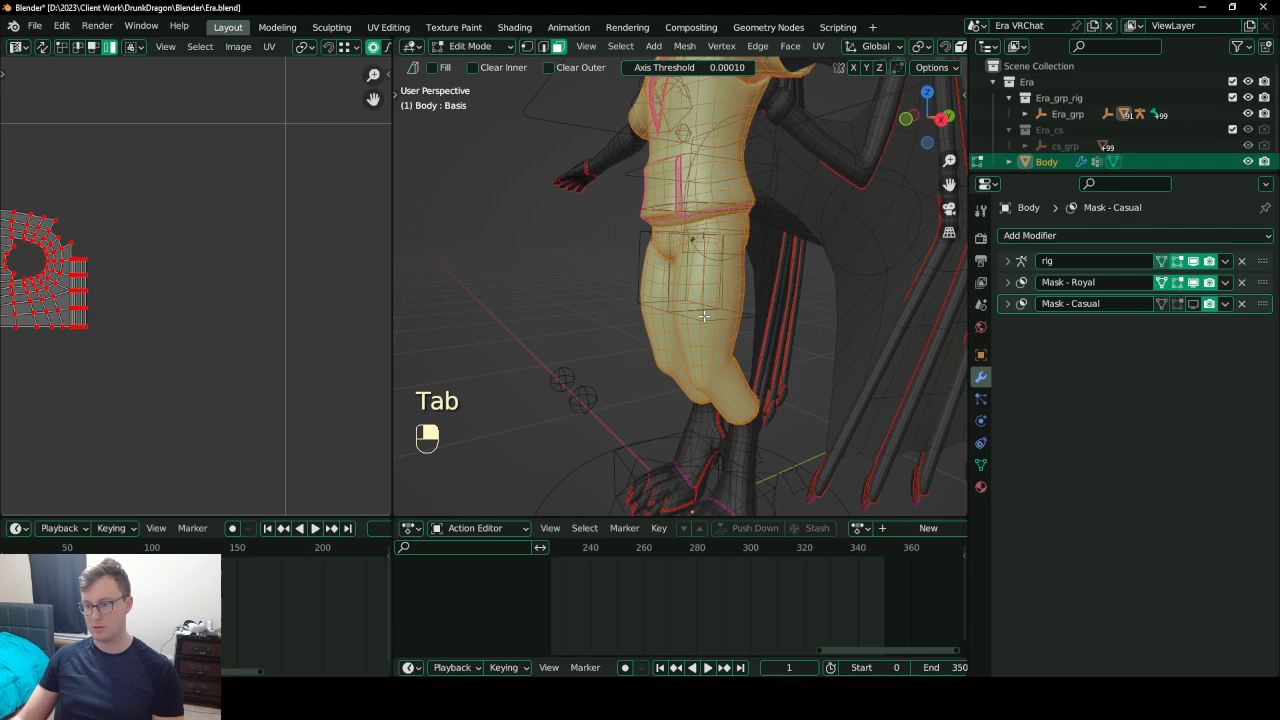 Blender* [D:\2023\Client Work\DrunkDragon\Blender\Era.blend]
File Edit Render Window Help
Layout Modeling Sculpting UV Editing Texture Paint Shading Animation Rendering Compositing Geometry Nodes Scripting +
Era VRChat
ViewLayer
View Select Image UV
Edit Mode View Select Add Mesh Vertex Edge Face UV Global
Fill Clear Inner Clear Outer Axis Threshold 0.00010 X Y Z Options
User Perspective
(1) Body : Basis
Z
X
Scene Collection
Era
Era_grp_rig
Era_grp
+99
Era_cs
cs_grp
+99
Body
Body Mask - Casual
Add Modifier
rig
Mask - Royal
Mask - Casual
Tab
Playback Keying View Marker
50 100 150 200
Action Editor View Select Marker Key Push Down Stash New
240 260 280 300 320 340 360
Playback Keying View Marker 1 Start 0 End 350